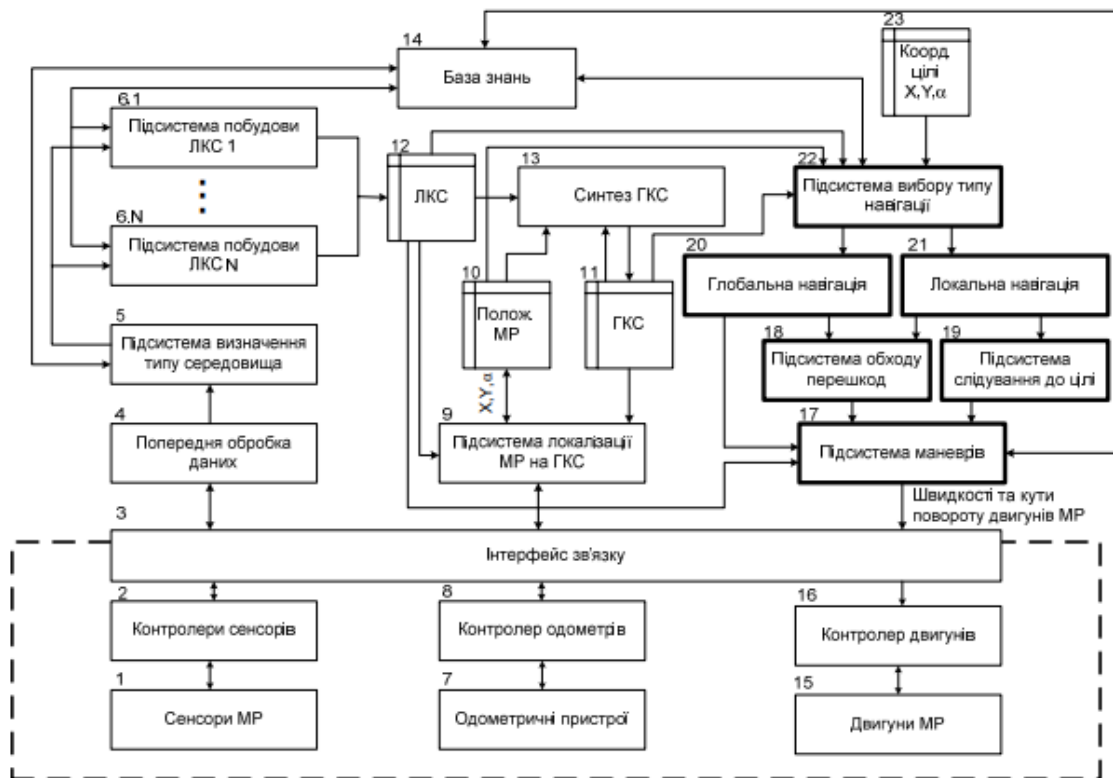 23
Коорд.
цілі
X,Y,α
14
База знань
6.1
Підсистема побудови
ЛКС 1
12
ЛКС
13
Синтез ГКС
22
Підсистема вибору типу
навігації
6.N
Підсистема побудови
ЛКС N
20
Глобальна навігація
21
Локальна навігація
10
Полож.
МР
X,Y,α
11
ГКС
5
Підсистема визначення
типу середовища
18
Підсистема обходу
перешкод
19
Підсистема
слідування до цілі
4
Попередня обробка
даних
9
Підсистема локалізації
МР на ГКС
17
Підсистема маневрів
Швидкості та кути
повороту двигунів МР
3
Інтерфейс зв'язку
2
Контролери сенсорів
8
Контролер одометрів
16
Контролер двигунів
1
Сенсори МР
7
Одометричні пристрої
15
Двигуни МР